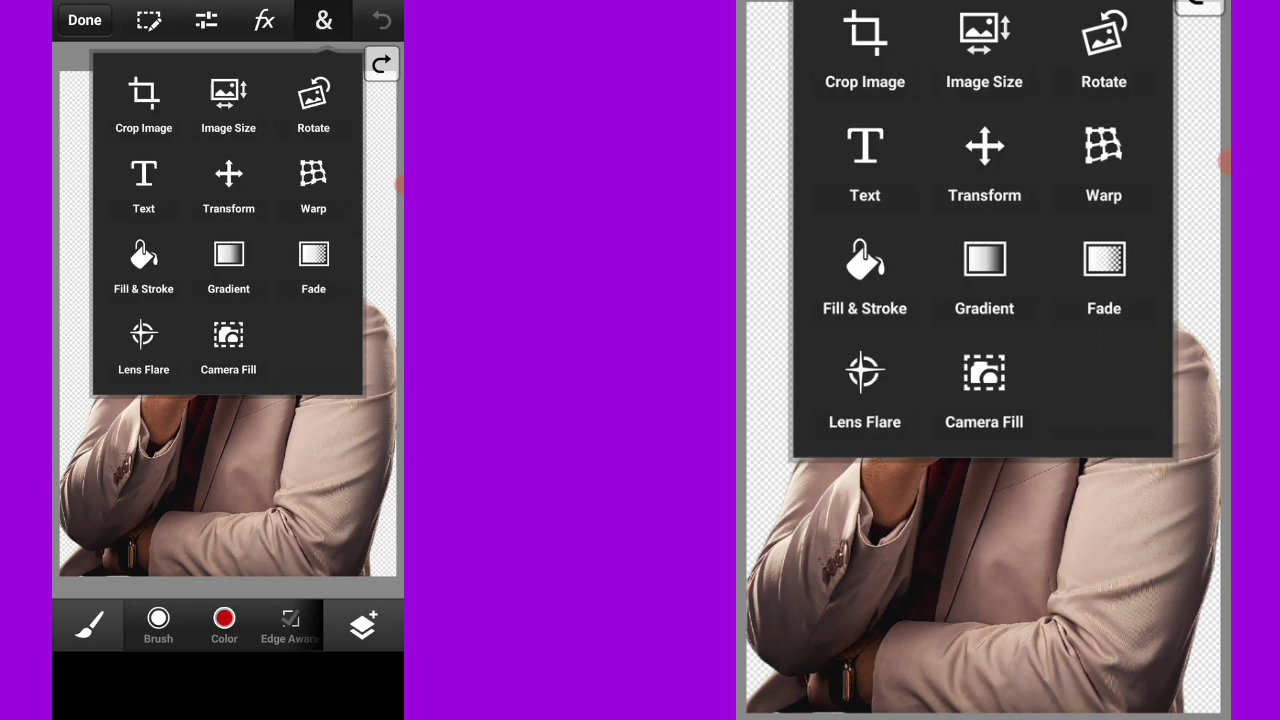 Done fx &
Crop Image Image Size Rotate
Text Transform Warp
Fill & Stroke Gradient Fade
Lens Flare Camera Fill
Brush Color Edge Aware
Crop Image Image Size Rotate
Text Transform Warp
Fill & Stroke Gradient Fade
Lens Flare Camera Fill